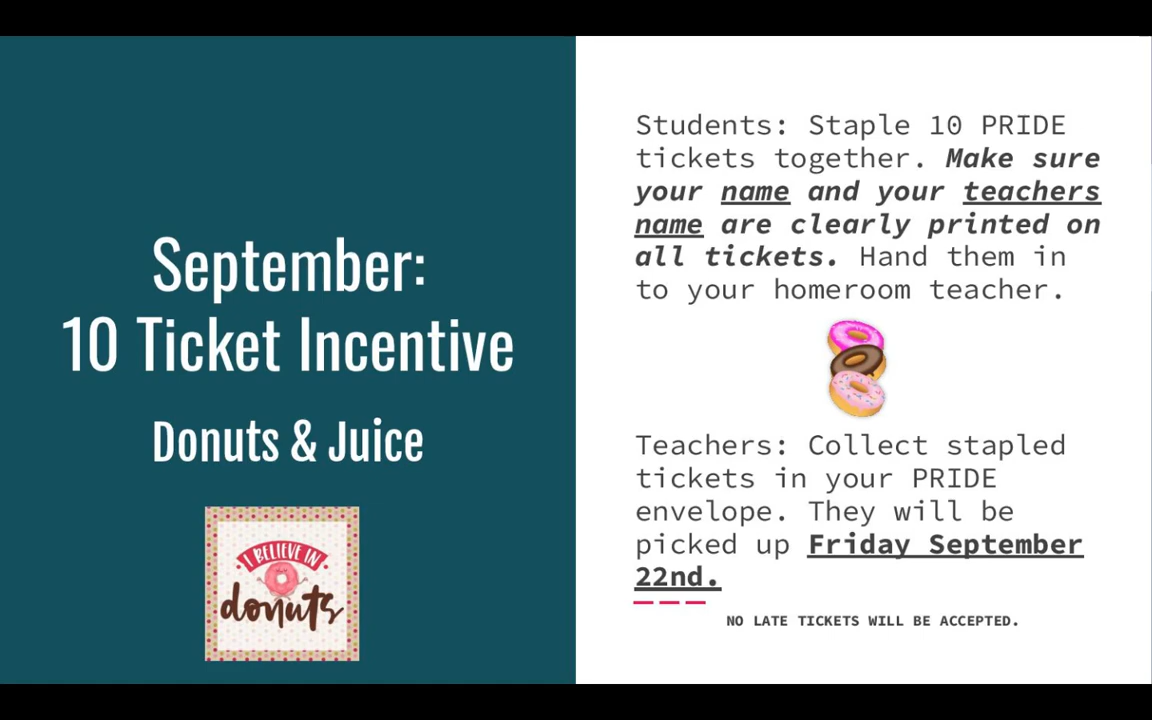 September:
10 Ticket Incentive
Donuts & Juice
I BELIEVE IN
donuts
Students: Staple 10 PRIDE
tickets together. Make sure
your name and your teachers
name are clearly printed on
all tickets. Hand them in
to your homeroom teacher.
Teachers: Collect stapled
tickets in your PRIDE
envelope. They will be
picked up Friday September
22nd.
NO LATE TICKETS WILL BE ACCEPTED.